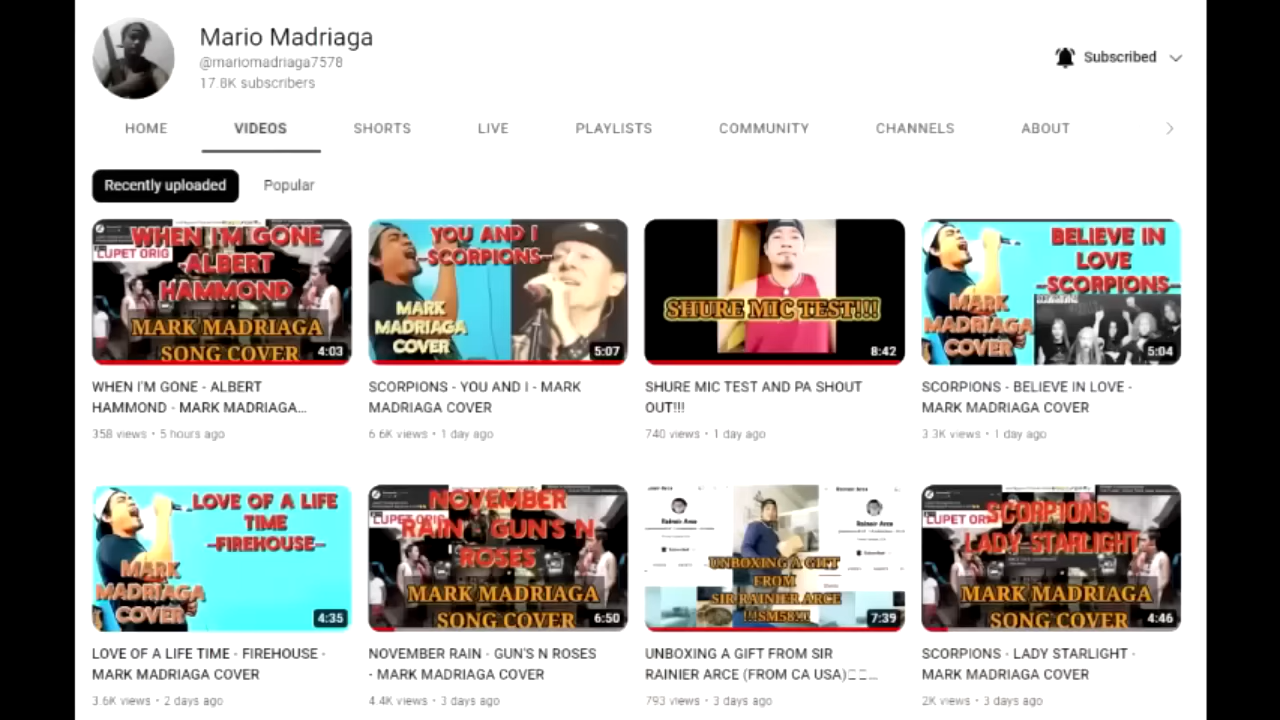 Mario Madriaga
@mariomadriaga7578
17.8K subscribers
Subscribed
HOME VIDEOS SHORTS LIVE PLAYLISTS COMMUNITY CHANNELS ABOUT
Recently uploaded Popular
WHEN I'M GONE
LUPET ORIG
-ALBERT
HAMMOND
MARK MADRIAGA
SONG COVER
4:03
YOU AND I
-SCORPIONS-
MARK
MADRIAGA
COVER
5:07
SHURE MIC TEST!!!
8:42
BELIEVE IN
LOVE
-SCORPIONS-
MARK
MADRIAGA
COVER
5:04
WHEN I'M GONE - ALBERT
HAMMOND - MARK MADRIAGA...
358 views • 5 hours ago
SCORPIONS - YOU AND I - MARK
MADRIAGA COVER
6.6K views • 1 day ago
SHURE MIC TEST AND PA SHOUT
OUT!!!
740 views • 1 day ago
SCORPIONS - BELIEVE IN LOVE -
MARK MADRIAGA COVER
3.3K views • 1 day ago
LOVE OF A LIFE
TIME
-FIREHOUSE-
MARK
MADRIAGA
COVER
4:35
NOVEMBER
RAIN - GUN'S N
ROSES
LUPET ORIG
MARK MADRIAGA
SONG COVER
6:50
Rainier Arce
Rainier Arce
UNBOXING A GIFT
FROM
SIR RAINIER ARCE
!!!SM58!!!
7:39
SCORPIONS
LADY STARLIGHT
MARK MADRIAGA
SONG COVER
4:46
LOVE OF A LIFE TIME - FIREHOUSE -
MARK MADRIAGA COVER
3.6K views • 2 days ago
NOVEMBER RAIN - GUN'S N ROSES
- MARK MADRIAGA COVER
4.4K views • 3 days ago
UNBOXING A GIFT FROM SIR
RAINIER ARCE (FROM CA USA)
793 views • 3 days ago
SCORPIONS - LADY STARLIGHT -
MARK MADRIAGA COVER
2K views • 3 days ago